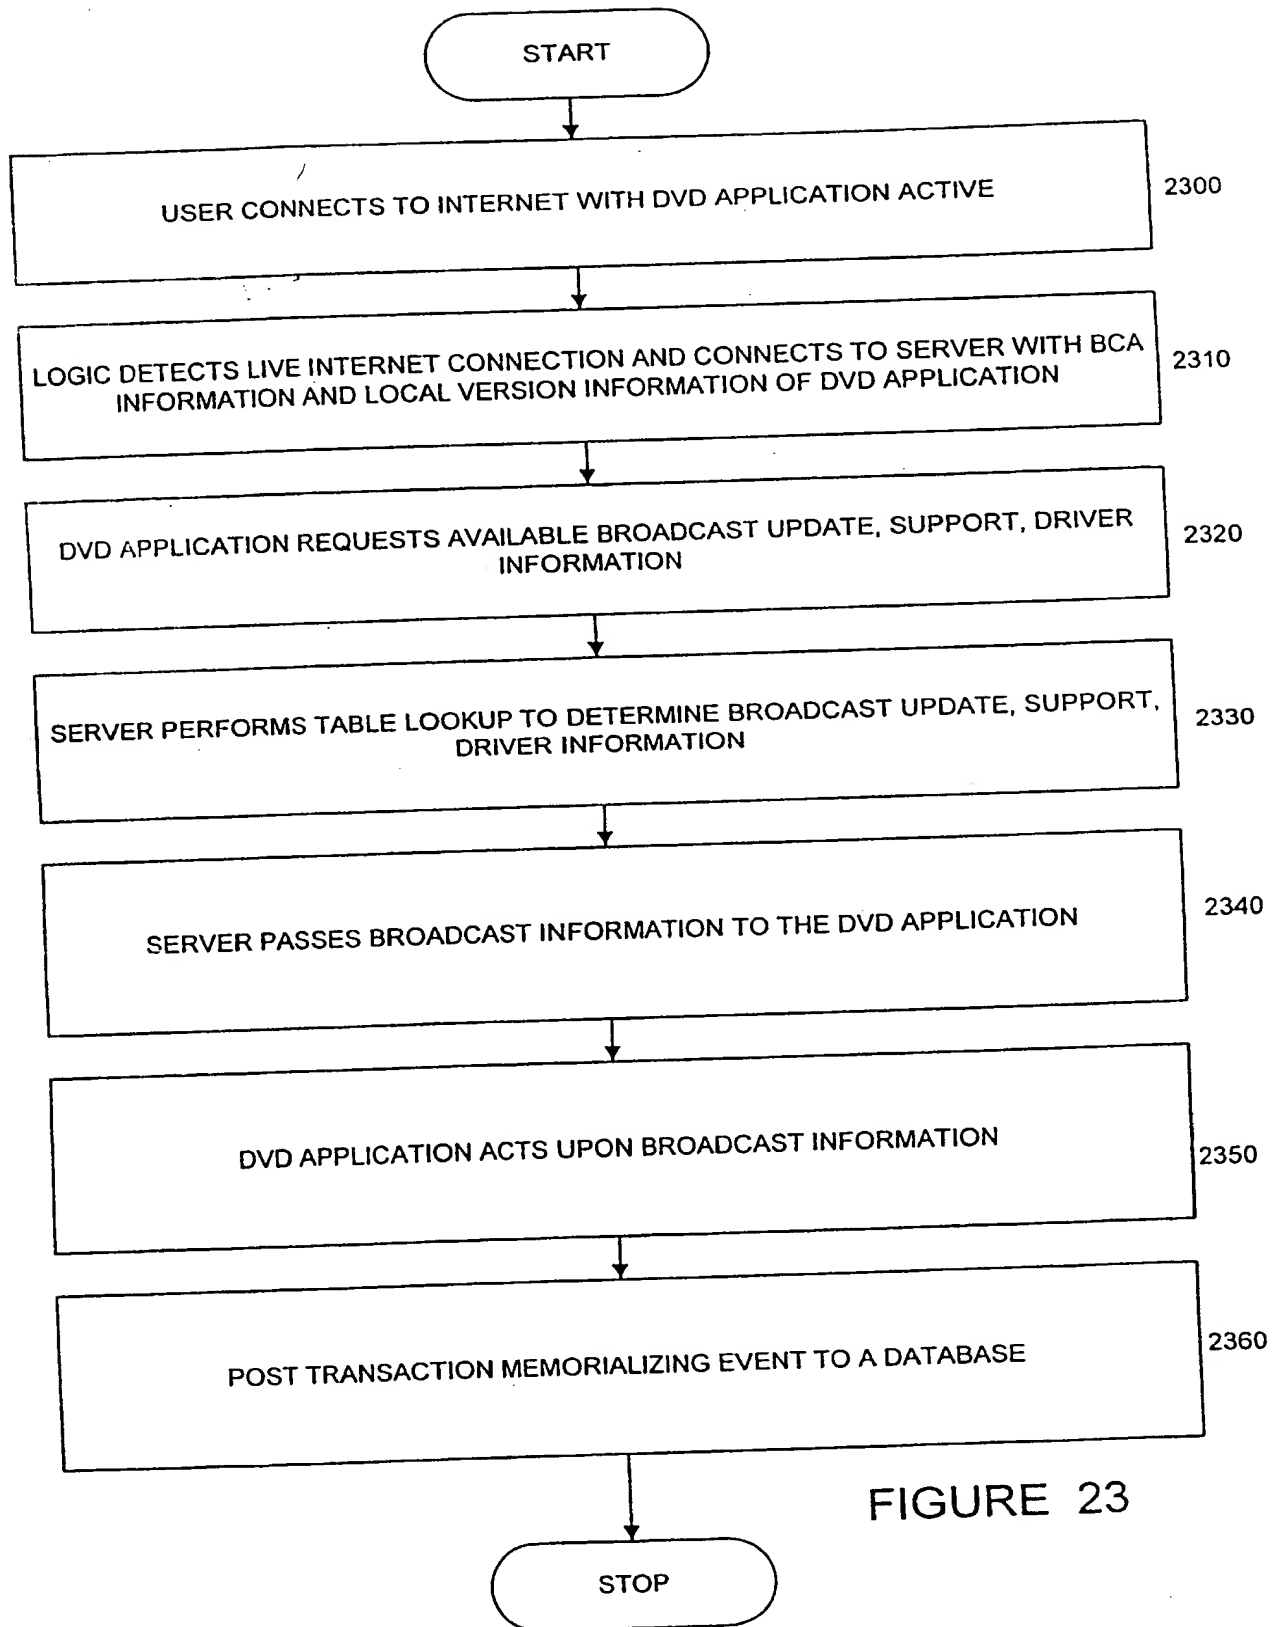 START
USER CONNECTS TO INTERNET WITH DVD APPLICATION ACTIVE
2300
LOGIC DETECTS LIVE INTERNET CONNECTION AND CONNECTS TO SERVER WITH BCA
INFORMATION AND LOCAL VERSION INFORMATION OF DVD APPLICATION
2310
DVD APPLICATION REQUESTS AVAILABLE BROADCAST UPDATE, SUPPORT, DRIVER
INFORMATION
2320
SERVER PERFORMS TABLE LOOKUP TO DETERMINE BROADCAST UPDATE, SUPPORT,
DRIVER INFORMATION
2330
SERVER PASSES BROADCAST INFORMATION TO THE DVD APPLICATION
2340
DVD APPLICATION ACTS UPON BROADCAST INFORMATION
2350
POST TRANSACTION MEMORIALIZING EVENT TO A DATABASE
2360
FIGURE 23
STOP